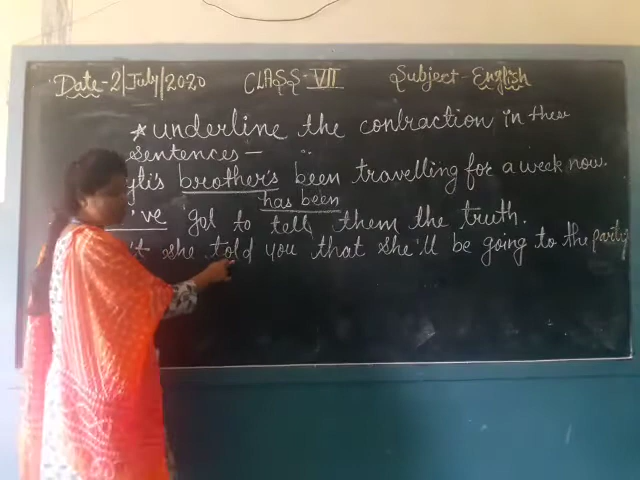 Date-2|July/2020 CLASS-VII Subject-English
*underline the contraction in these
sentences—
brother's been travelling for a week now.
has been
've got to tell them the truth.
she told you that she'll be going to the party